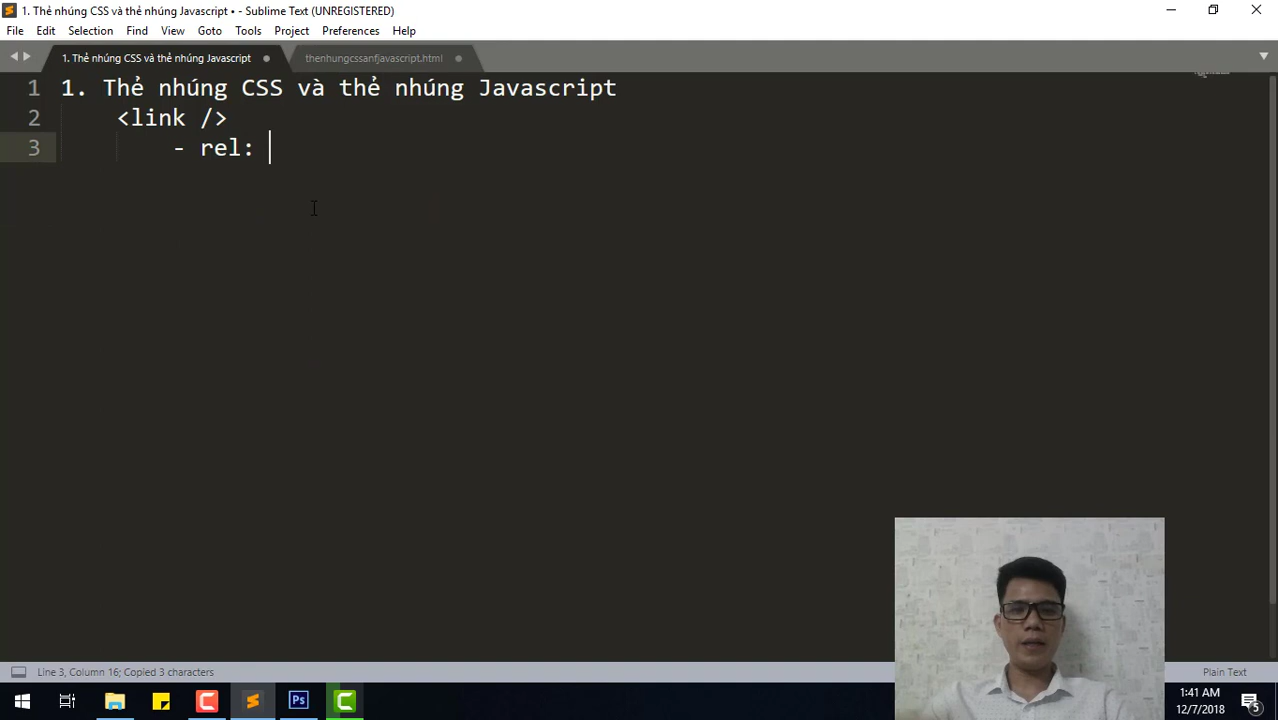 1. Thẻ nhúng CSS và thẻ nhúng Javascript • - Sublime Text (UNREGISTERED)
File Edit Selection View Find Goto Tools Project Preferences Help
1. Thẻ nhúng CSS và thẻ nhúng Javascript
thenhungcssanfjavascript.html
1 1. Thẻ nhúng CSS và thẻ nhúng Javascript
2 <link />
3 - rel:
Line 3, Column 16; Copied 3 characters
Plain Text
Ps
1:41 AM
12/7/2018
5